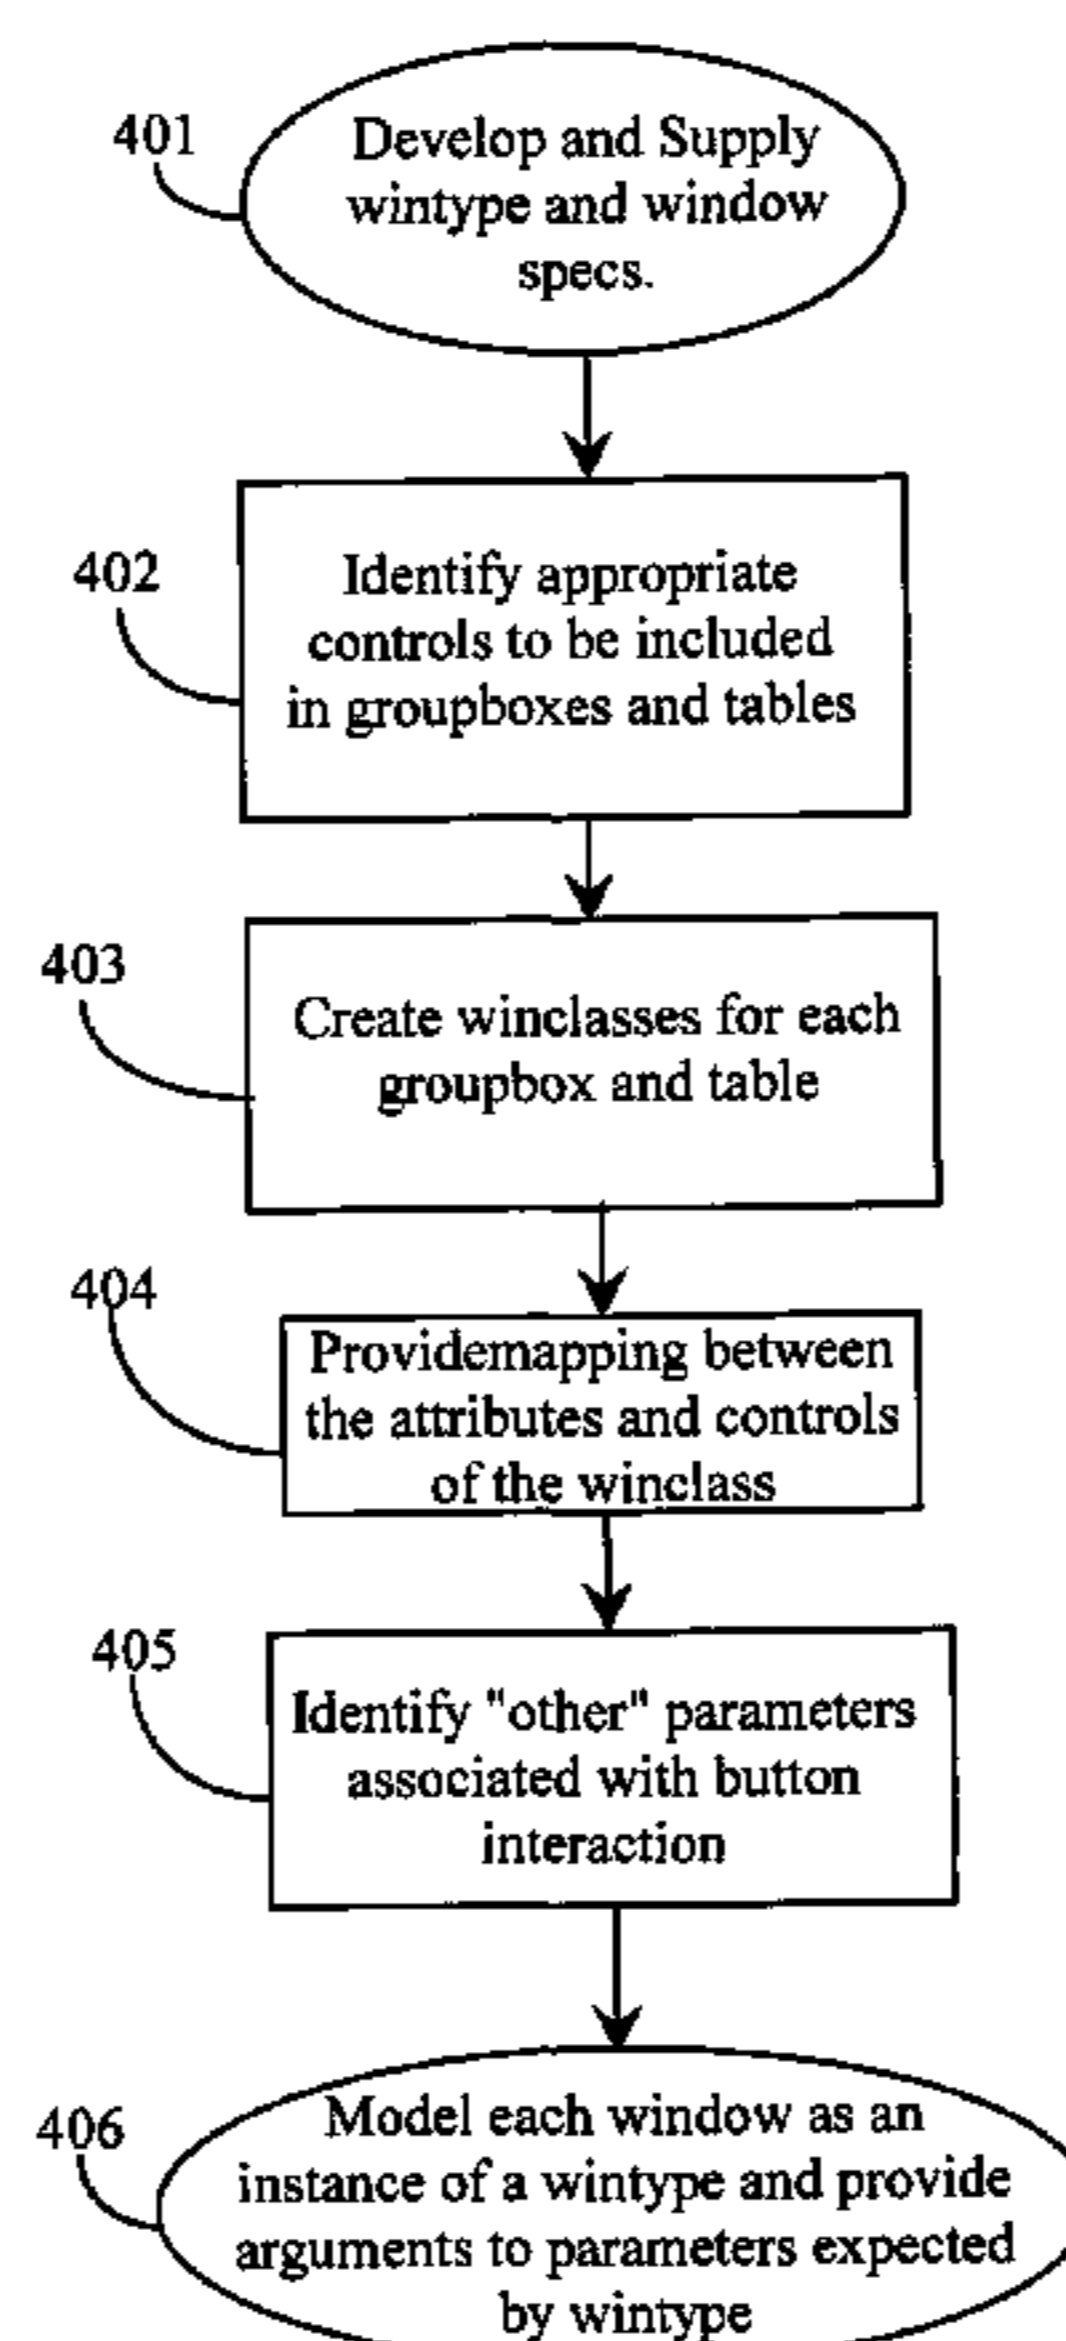 401
Develop and Supply
wintype and window
specs.
402
Identify appropriate
controls to be included
in groupboxes and tables
403
Create winclasses for each
groupbox and table
404
Providemapping between
the attributes and controls
of the winclass
405
Identify "other" parameters
associated with button
interaction
406
Model each window as an
instance of a wintype and provide
arguments to parameters expected
by wintype